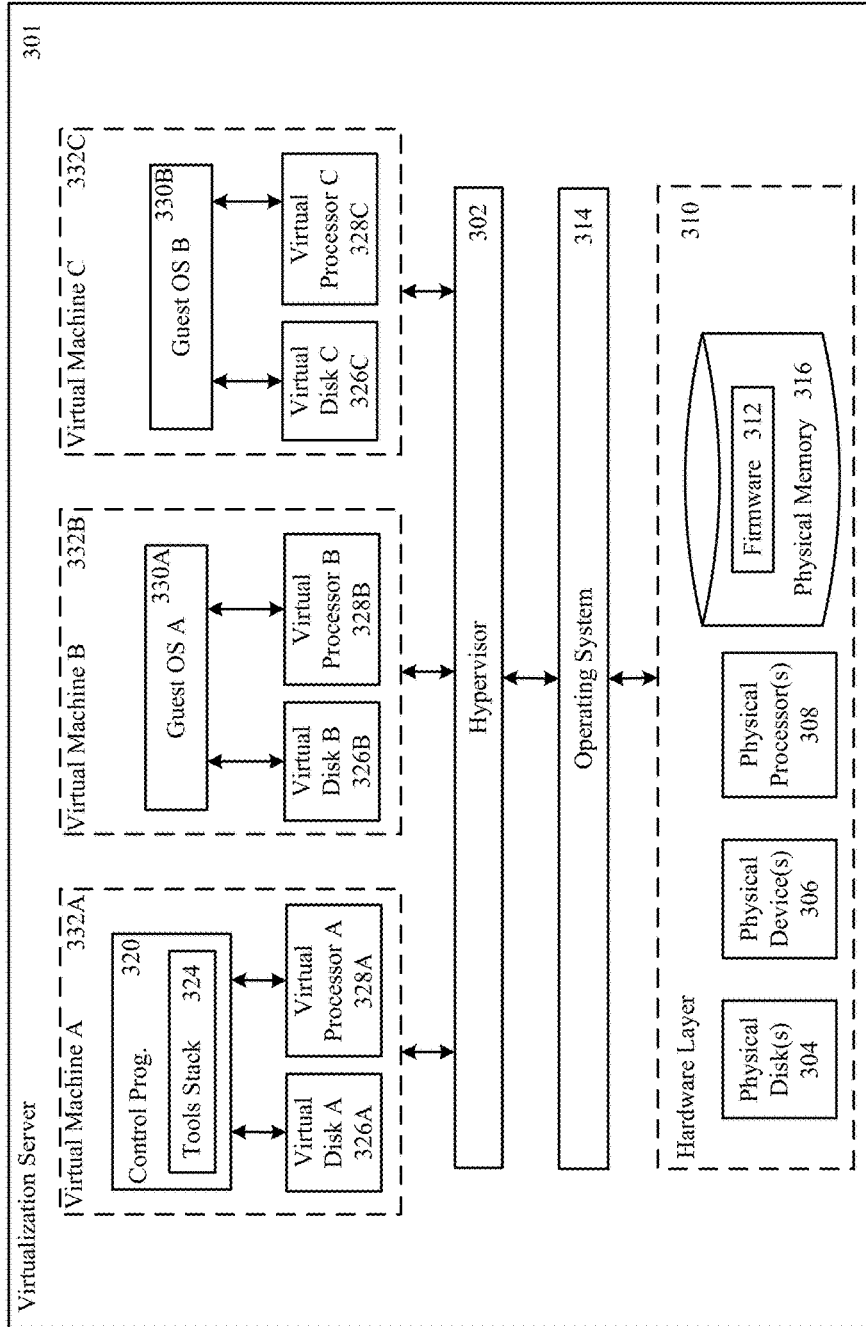 Virtualization Server
301
Virtual Machine A
332A
Control Prog.
320
Tools Stack
324
Virtual
Disk A
326A
Virtual
Processor A
328A
Virtual Machine B
332B
Guest OS A
330A
Virtual
Disk B
326B
Virtual
Processor B
328B
Virtual Machine C
332C
Guest OS B
330B
Virtual
Disk C
326C
Virtual
Processor C
328C
Hypervisor
302
Operating System
314
Hardware Layer
310
Physical
Disk(s)
304
Physical
Device(s)
306
Physical
Processor(s)
308
Firmware
312
Physical Memory
316